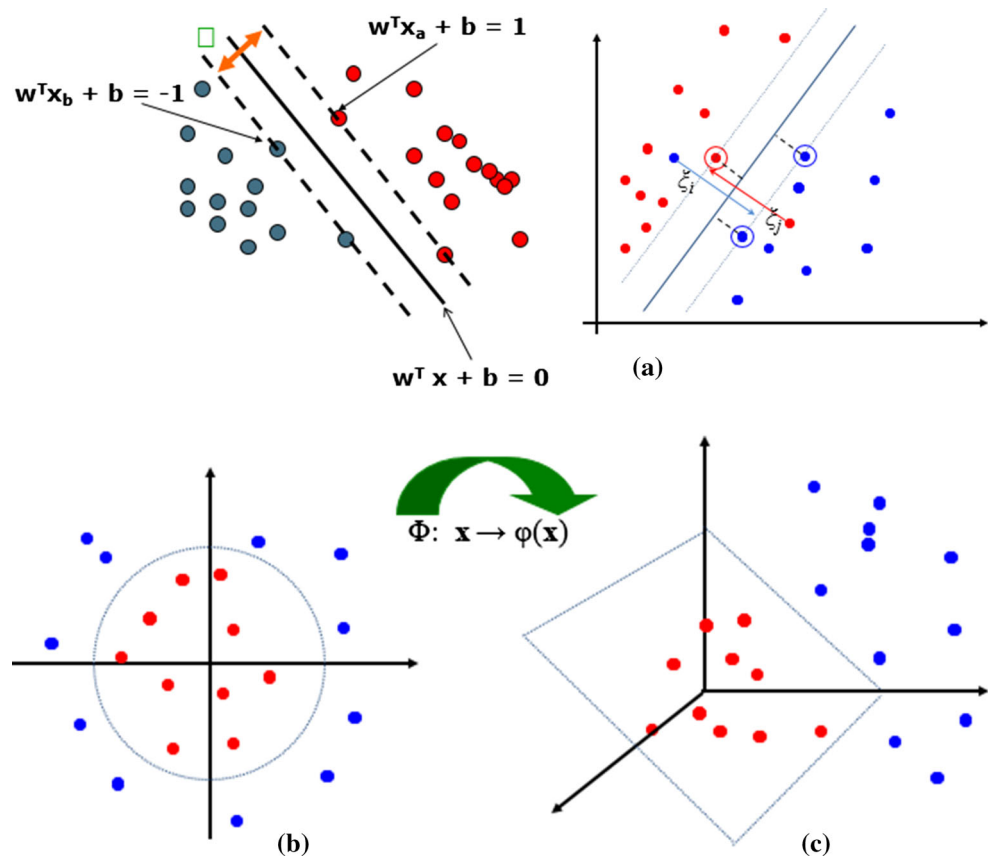 wᵀxₐ + b = 1
wᵀx_b + b = -1
wᵀ x + b = 0
ξᵢ
ξⱼ
(a)
Φ: x → φ(x)
(b)
(c)